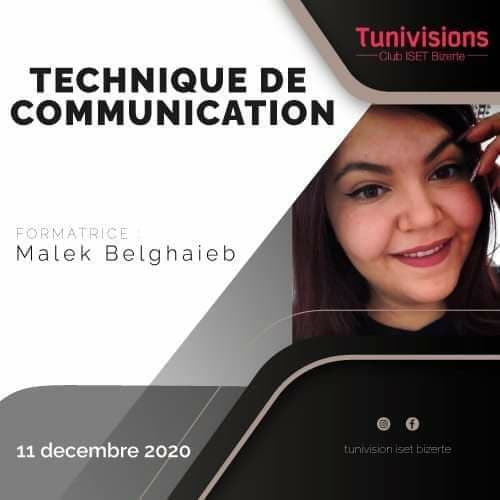 Tunivisions
Club ISET Bizerte
TECHNIQUE DE
COMMUNICATION
FORMATRICE :
Malek Belghaieb
11 decembre 2020
tunivision iset bizerte